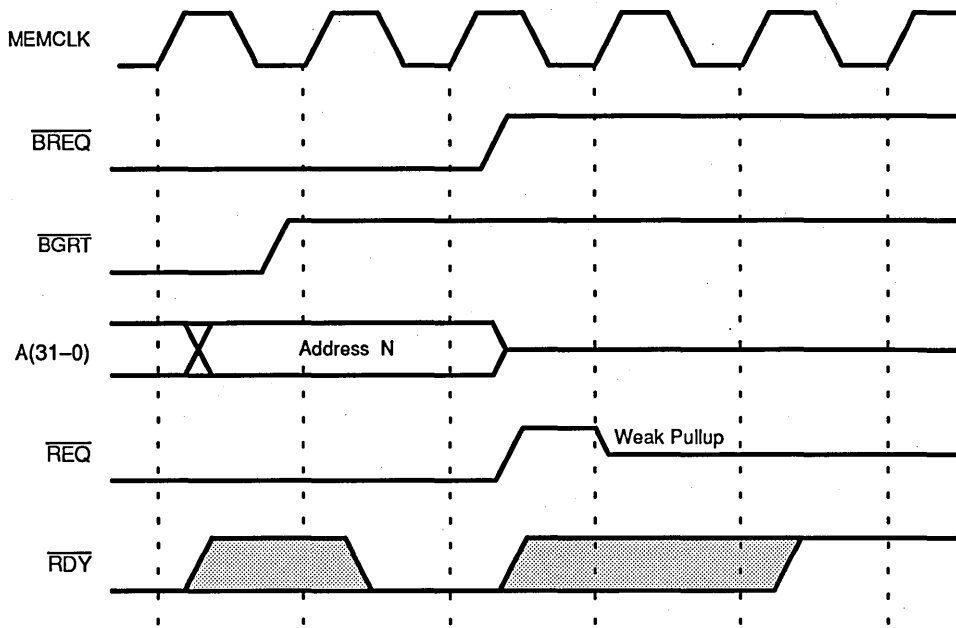 MEMCLK
BREQ
BGRT
A(31–0)
Address N
REQ
Weak Pullup
RDY